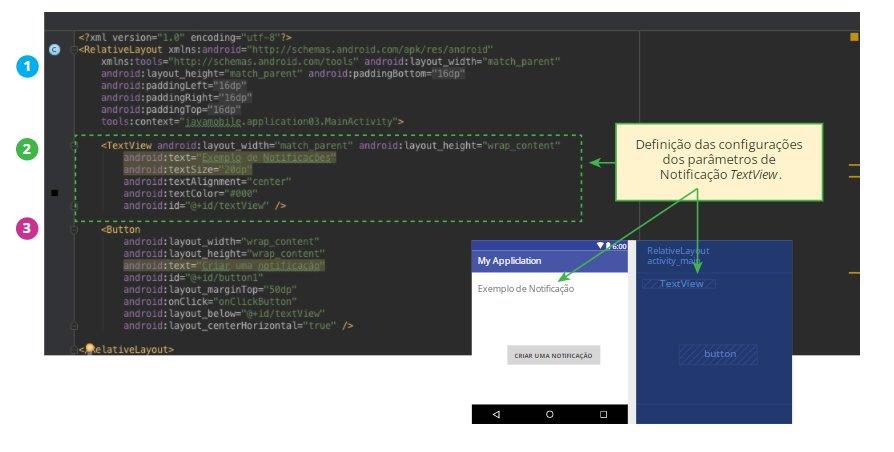 <?xml version="1.0" encoding="utf-8"?>
C
<RelativeLayout xmlns:android="http://schemas.android.com/apk/res/android"
1
xmlns:tools="http://schemas.android.com/tools" android:layout_width="match_parent"
android:layout_height="match_parent" android:paddingBottom="16dp"
android:paddingLeft="16dp"
android:paddingRight="16dp"
android:paddingTop="16dp"
tools:context="javamobile.application03.MainActivity">
2
<TextView android:layout_width="match_parent" android:layout_height="wrap_content"
android:text="Exemplo de Notificações"
android:textSize="20dp"
android:textAlignment="center"
android:textColor="#000"
android:id="@+id/textView" />
Definição das configurações
dos parâmetros de
Notificação TextView.
3
<Button
android:layout_width="wrap_content"
android:layout_height="wrap_content"
android:text="Criar uma notificação"
android:id="@+id/button1"
android:layout_marginTop="50dp"
android:onClick="onClickButton"
android:layout_below="@+id/textView"
android:layout_centerHorizontal="true" />
</RelativeLayout>
6:00
My Applidation
Exemplo de Notificação
CRIAR UMA NOTIFICAÇÃO
RelativeLayout
activity_main
TextView
button